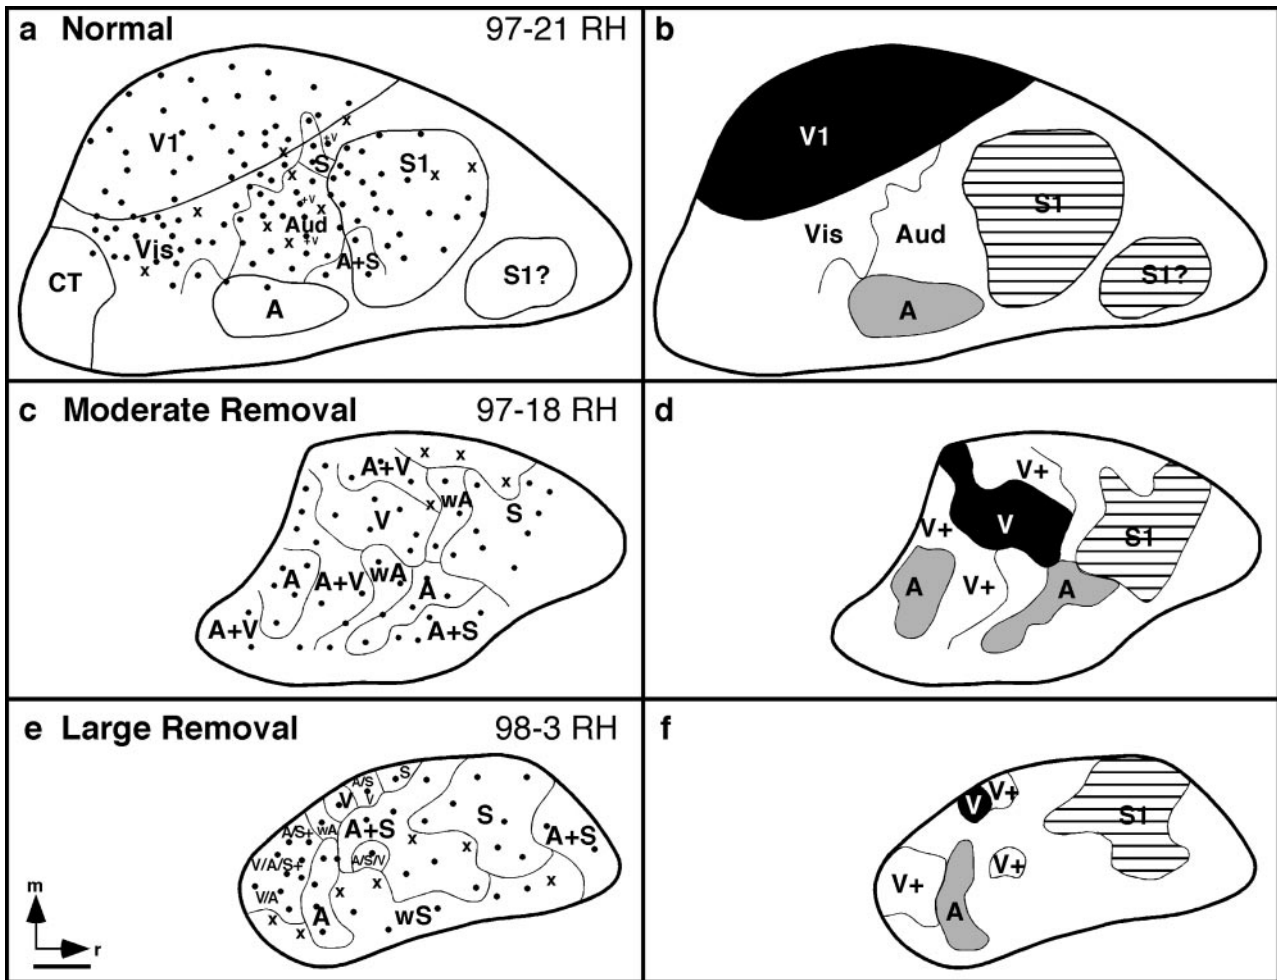 a Normal 97-21 RH
V1
+V
S
S1
+V
Aud
+V
Vis
A+S
CT
S1?
A
b
V1
S1
Vis
Aud
S1?
A
c Moderate Removal 97-18 RH
A+V
wA
V
S
A
A+V
wA
A
A+V
A+S
d
V+
V
V+
S1
A
V+
A
e Large Removal 98-3 RH
A/S
S
V
V
A/S+
wA
A+S
S
A+S
V/A/S+
A/S/V
V/A
A
wS
m
r
f
V
V+
S1
V+
V+
A